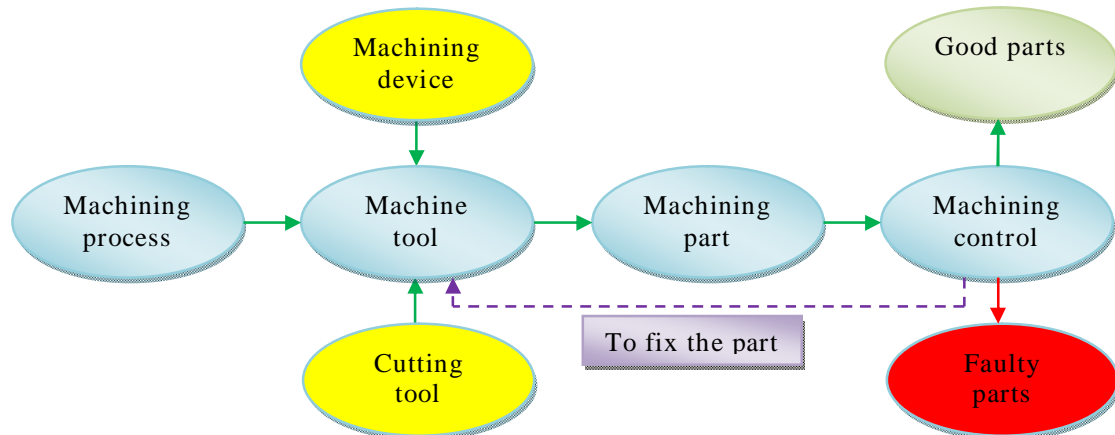 Machining
device
Good parts
Machining
process
Machine
tool
Machining
part
Machining
control
To fix the part
Cutting
tool
Faulty
parts